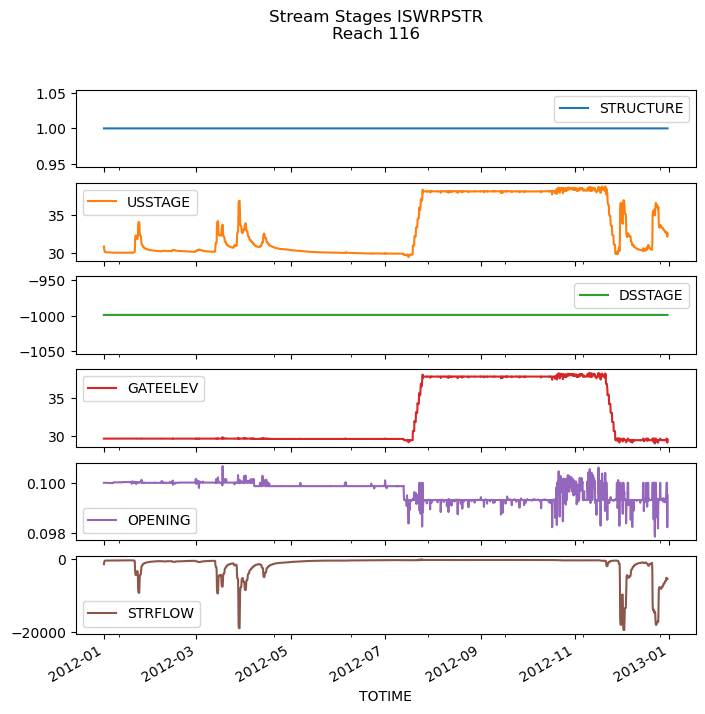 Stream Stages ISWRPSTR
Reach 116
1.05
1.00
0.95
STRUCTURE
35
30
USSTAGE
−950
−1000
−1050
DSSTAGE
35
30
GATEELEV
0.100
0.098
OPENING
0
−20000
STRFLOW
2012-01
2012-03
2012-05
2012-07
2012-09
2012-11
2013-01
TOTIME